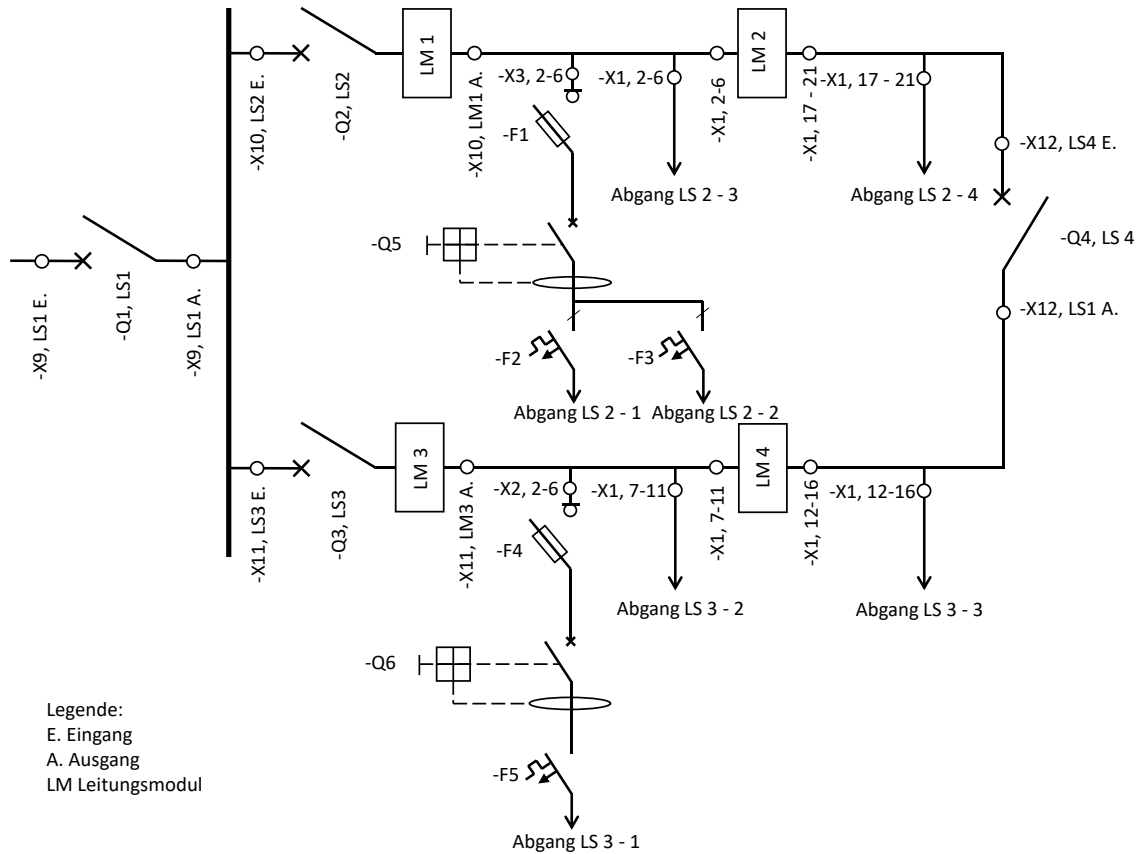 -X10, LS2 E.
-Q2, LS2
LM 1
-X10, LM1 A.
-X3, 2-6
-X1, 2-6
-X1, 2-6
LM 2
-X1, 17 - 21
-X1, 17 - 21
-F1
Abgang LS 2 - 3
Abgang LS 2 - 4
-X12, LS4 E.
-Q4, LS 4
-X12, LS1 A.
-X9, LS1 E.
-Q1, LS1
-X9, LS1 A.
-Q5
-F2
-F3
Abgang LS 2 - 1
Abgang LS 2 - 2
-X11, LS3 E.
-Q3, LS3
LM 3
-X11, LM3 A.
-X2, 2-6
-X1, 7-11
-X1, 7-11
LM 4
-X1, 12-16
-X1, 12-16
-F4
Abgang LS 3 - 2
Abgang LS 3 - 3
-Q6
-F5
Abgang LS 3 - 1
Legende:
E. Eingang
A. Ausgang
LM Leitungsmodul